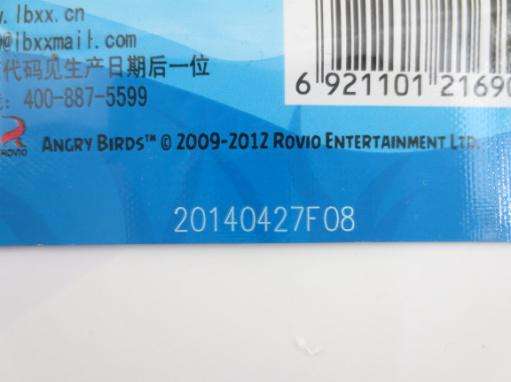 .lbxx.cn
@lbxxmail.com
代码见生产日期后一位
: 400-887-5599
6 921101 21690
ROVIO
ANGRY BIRDS™ © 2009-2012 ROVIO ENTERTAINMENT LTD.
20140427F08